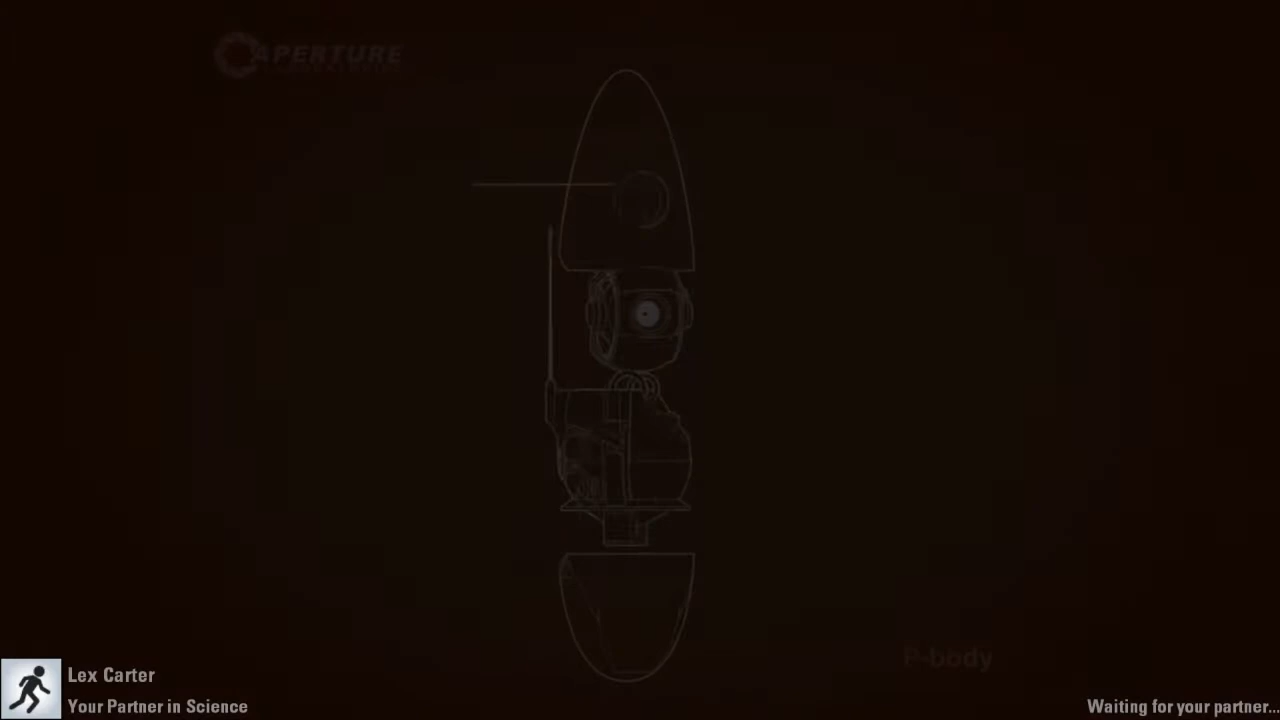 APERTURE
P-body
Lex Carter
Your Partner in Science
Waiting for your partner...